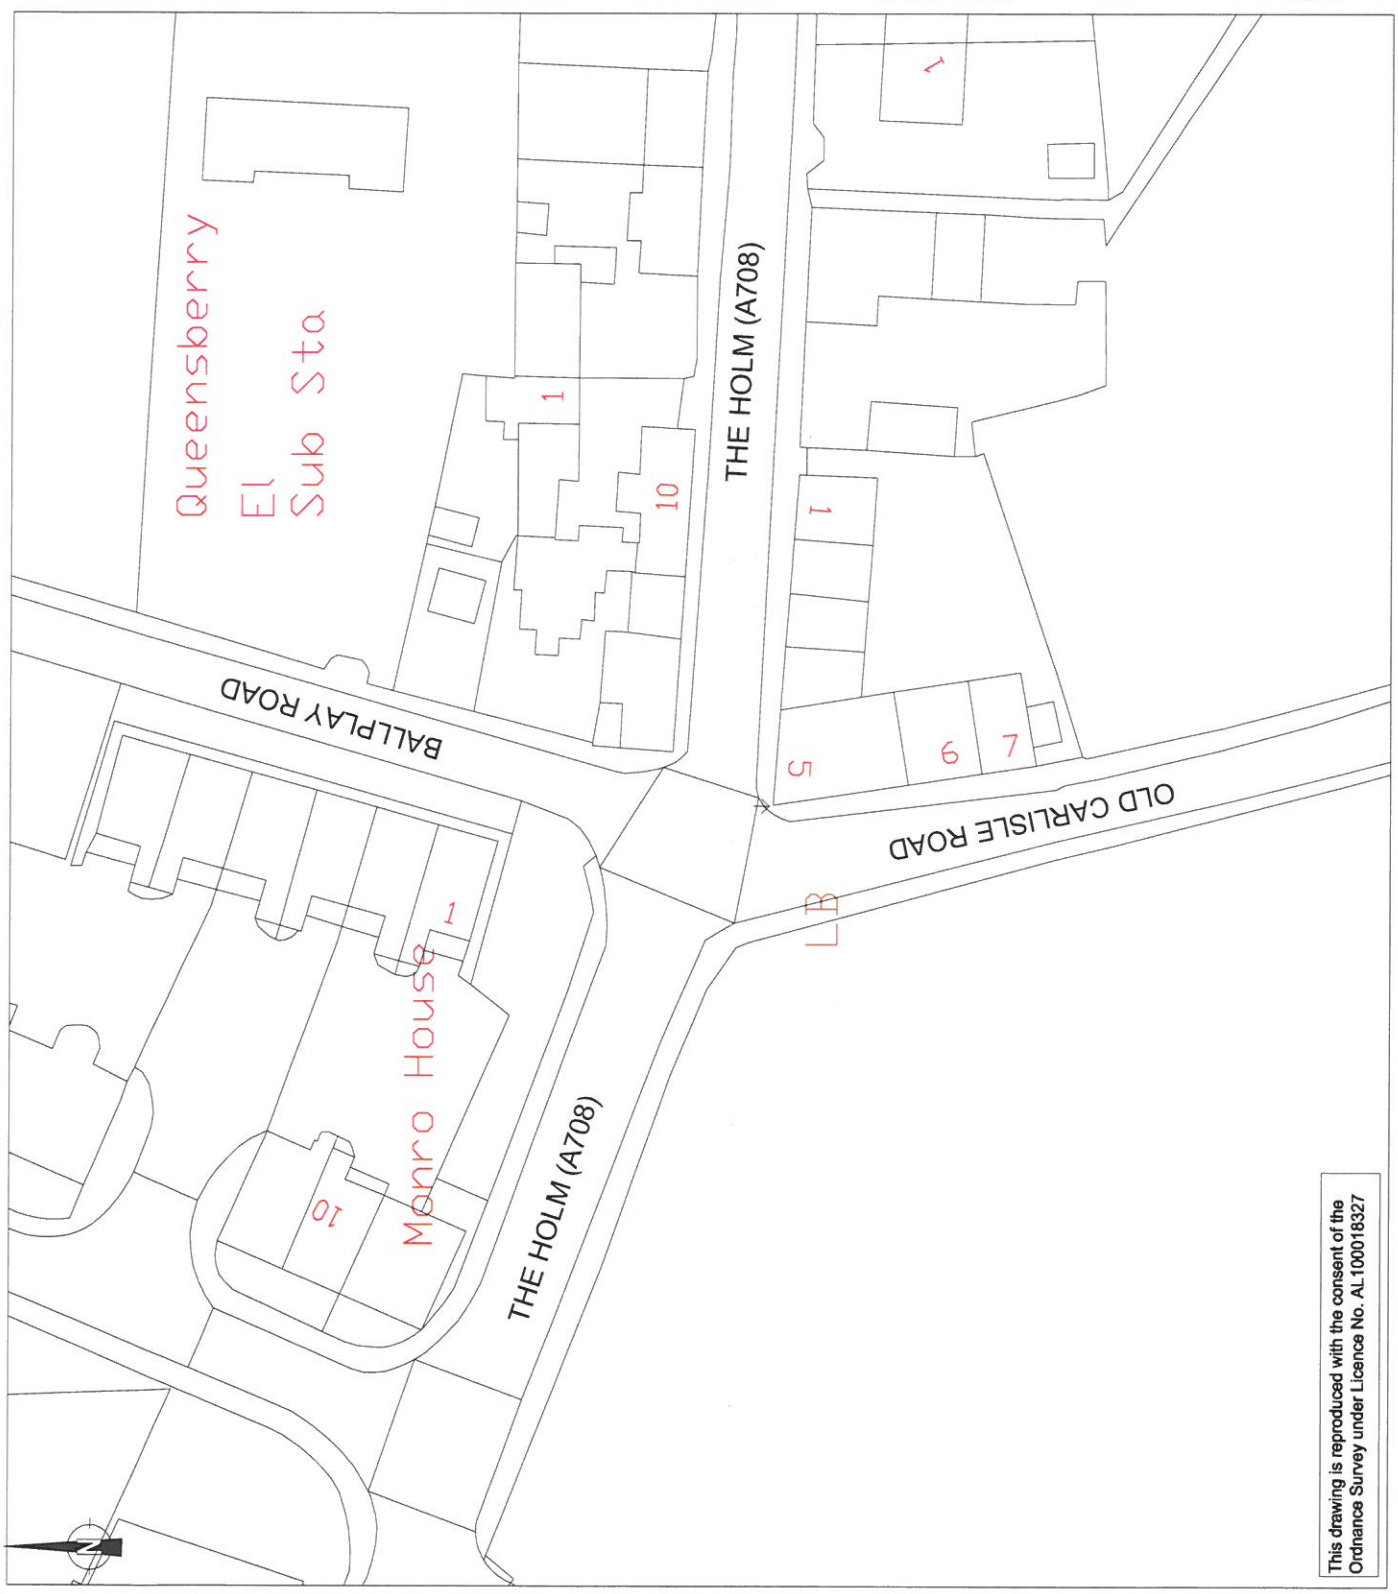 Queensberry
El
Sub Sta
1
1
10
THE HOLM (A708)
1
BALLPLAY ROAD
5
6
7
OLD CARLISLE ROAD
LB
1
Monro House
10
THE HOLM (A708)
N
This drawing is reproduced with the consent of the
Ordnance Survey under Licence No. AL100018327